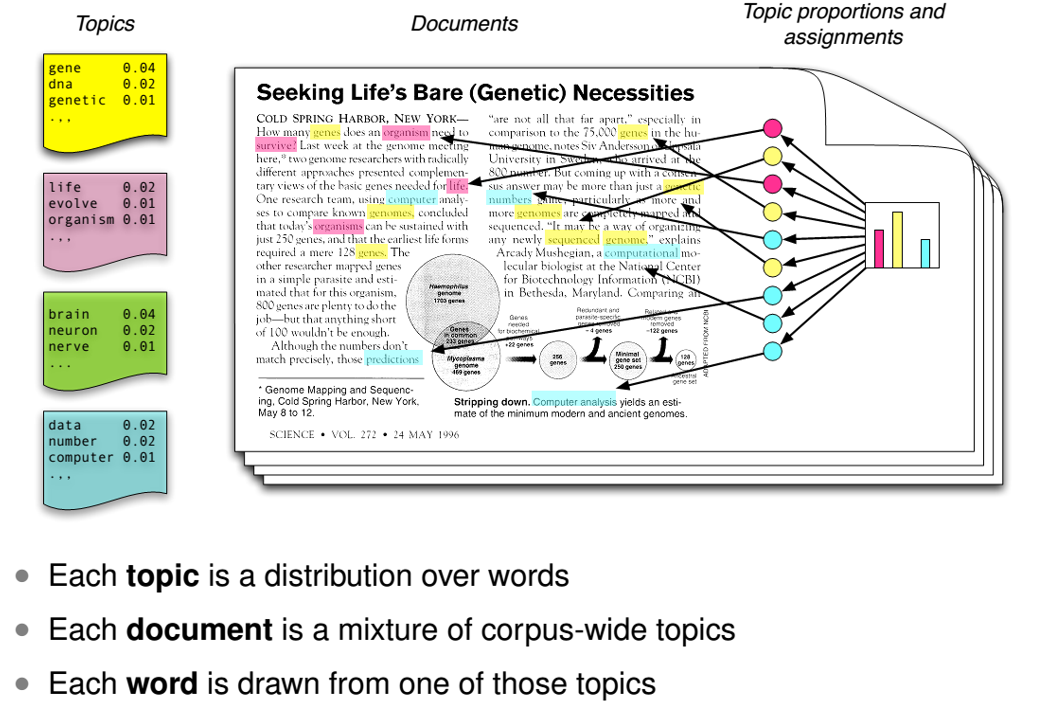 Topics
Documents
Topic proportions and
assignments
gene 0.04
dna 0.02
genetic 0.01
.,,
life 0.02
evolve 0.01
organism 0.01
.,,
brain 0.04
neuron 0.02
nerve 0.01
...
data 0.02
number 0.02
computer 0.01
.,,
Seeking Life's Bare (Genetic) Necessities
COLD SPRING HARBOR, NEW YORK—
How many genes does an organism need to
survive? Last week at the genome meeting
here,* two genome researchers with radically
different approaches presented complemen-
tary views of the basic genes needed for life.
One research team, using computer analy-
ses to compare known genomes, concluded
that today's organisms can be sustained with
just 250 genes, and that the earliest life forms
required a mere 128 genes. The
other researcher mapped genes
in a simple parasite and esti-
mated that for this organism,
800 genes are plenty to do the
job—but that anything short
of 100 wouldn't be enough.
Although the numbers don't
match precisely, those predictions
* Genome Mapping and Sequenc-
ing, Cold Spring Harbor, New York,
May 8 to 12.
"are not all that far apart," especially in
comparison to the 75,000 genes in the hu-
man genome, notes Siv Andersson of Uppsala
University in Sweden, who arrived at the
800 number. But coming up with a consen-
sus answer may be more than just a genetic
numbers game, particularly as more and
more genomes are completely mapped and
sequenced. "It may be a way of organizing
any newly sequenced genome," explains
Arcady Mushegian, a computational mo-
lecular biologist at the National Center
for Biotechnology Information (NCBI)
in Bethesda, Maryland. Comparing an
Haemophilus
genome
1703 genes
Genes
in common
233 genes
Mycoplasma
genome
469 genes
Genes
needed
for biochemical
pathways
+22 genes
256
genes
Redundant and
parasite-specific
genes removed
– 4 genes
Minimal
gene set
250 genes
modern genes
removed
–122 genes
128
genes
Ancestral
gene set
ADAPTED FROM NCBI
Stripping down. Computer analysis yields an esti-
mate of the minimum modern and ancient genomes.
SCIENCE • VOL. 272 • 24 MAY 1996
• Each topic is a distribution over words
• Each document is a mixture of corpus-wide topics
• Each word is drawn from one of those topics